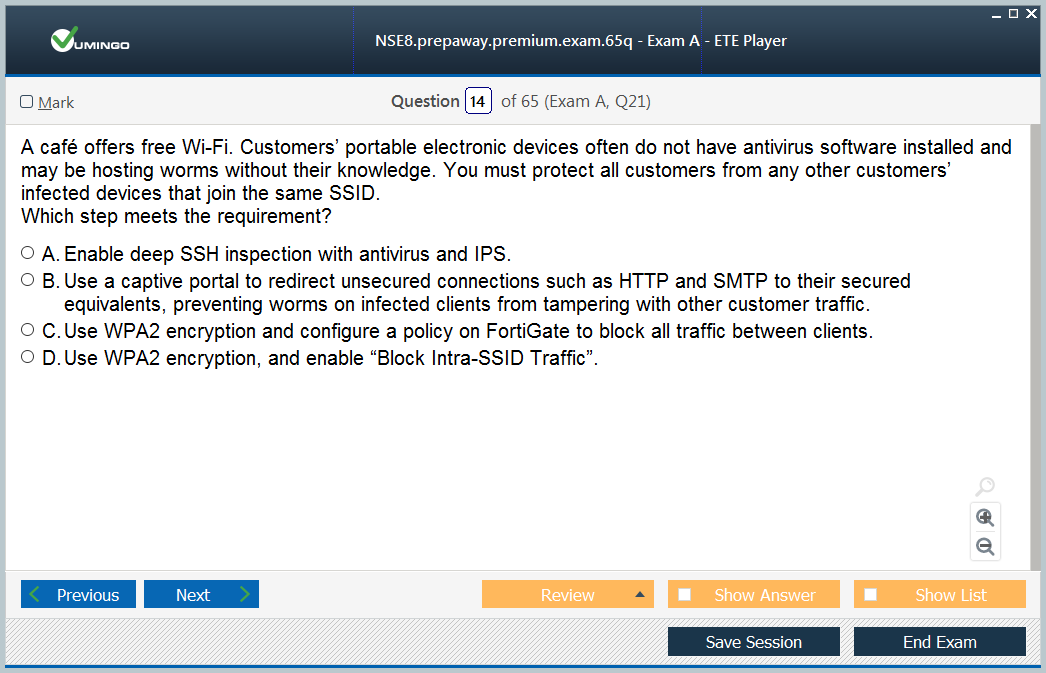 VUMINGO
NSE8.prepaway.premium.exam.65q - Exam A - ETE Player
Mark
Question 14 of 65 (Exam A, Q21)
A café offers free Wi-Fi. Customers’ portable electronic devices often do not have antivirus software installed and
may be hosting worms without their knowledge. You must protect all customers from any other customers’
infected devices that join the same SSID.
Which step meets the requirement?
A. Enable deep SSH inspection with antivirus and IPS.
B. Use a captive portal to redirect unsecured connections such as HTTP and SMTP to their secured
equivalents, preventing worms on infected clients from tampering with other customer traffic.
C. Use WPA2 encryption and configure a policy on FortiGate to block all traffic between clients.
D. Use WPA2 encryption, and enable “Block Intra-SSID Traffic”.
Previous Next Review Show Answer Show List
Save Session End Exam